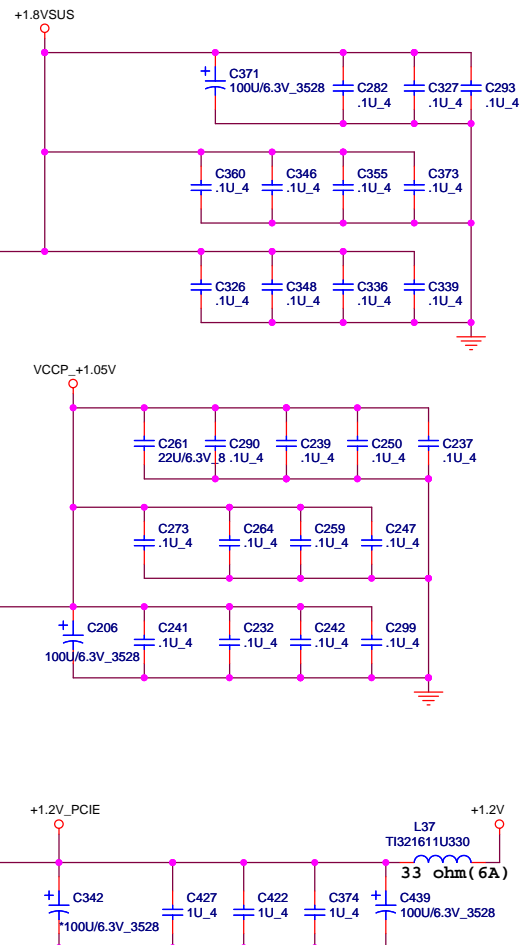 +1.8VSUS
+ C371
100U/6.3V_3528
C282
.1U_4
C327
.1U_4
C293
.1U_4
C360
.1U_4
C346
.1U_4
C355
.1U_4
C373
.1U_4
C326
.1U_4
C348
.1U_4
C336
.1U_4
C339
.1U_4
VCCP_+1.05V
C261
22U/6.3V_8
C290
.1U_4
C239
.1U_4
C250
.1U_4
C237
.1U_4
C273
.1U_4
C264
.1U_4
C259
.1U_4
C247
.1U_4
+ C206
100U/6.3V_3528
C241
.1U_4
C232
.1U_4
C242
.1U_4
C299
.1U_4
+1.2V_PCIE
+1.2V
L37
TI321611U330
33 ohm(6A)
+ C342
*100U/6.3V_3528
C427
1U_4
C422
1U_4
C374
1U_4
+ C439
100U/6.3V_3528